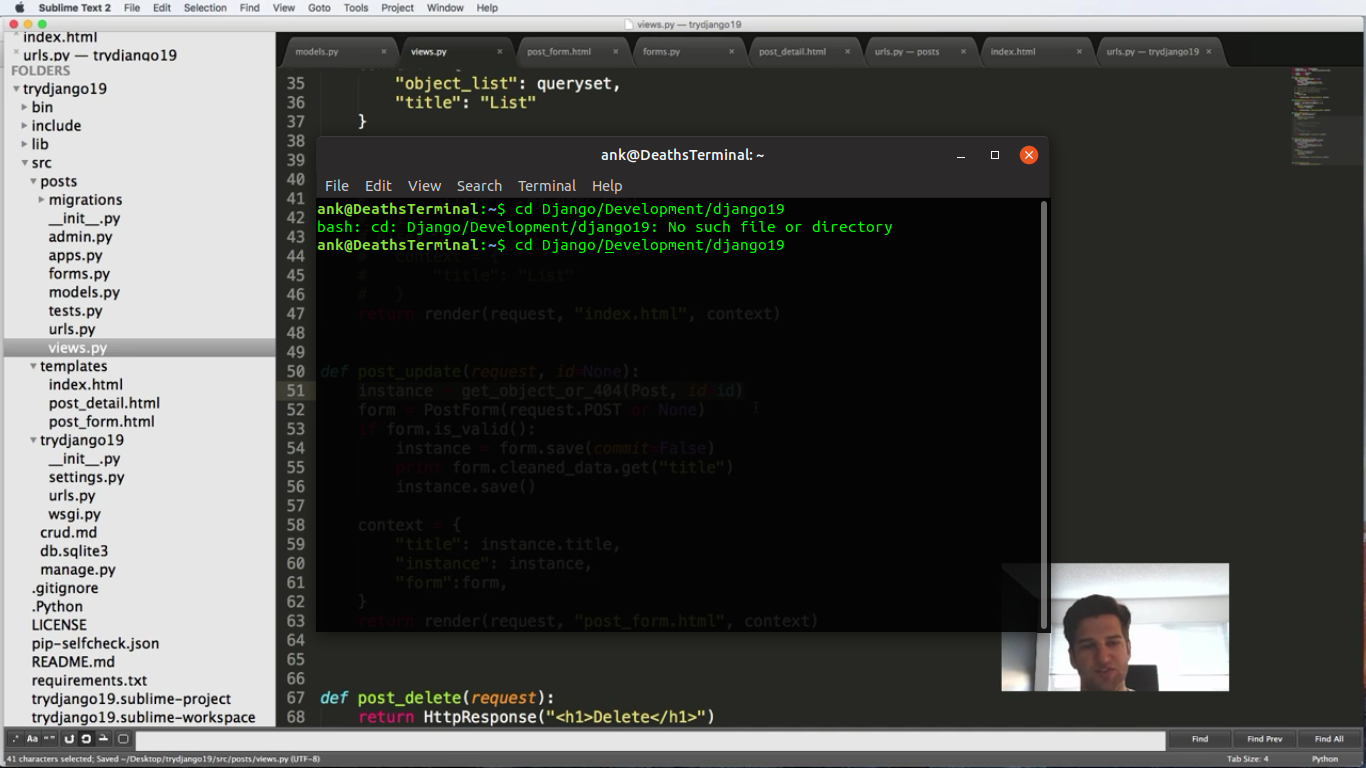 Sublime Text 2 File Edit Selection Find View Goto Tools Project Window Help
views.py — trydjango19
index.html
urls.py — trydjango19
FOLDERS
trydjango19
bin
include
lib
src
posts
migrations
__init__.py
admin.py
apps.py
forms.py
models.py
tests.py
urls.py
views.py
templates
index.html
post_detail.html
post_form.html
trydjango19
__init__.py
settings.py
urls.py
wsgi.py
crud.md
db.sqlite3
manage.py
.gitignore
.Python
LICENSE
pip-selfcheck.json
README.md
requirements.txt
trydjango19.sublime-project
trydjango19.sublime-workspace
models.py views.py post_form.html forms.py post_detail.html urls.py — posts index.html urls.py — trydjango19
35 "object_list": queryset,
36 "title": "List"
37 }
38
39
40
41
42
43
44 # context = {
45 # "title": "List"
46 # }
47 return render(request, "index.html", context)
48
49
50 def post_update(request, id=None):
51 instance = get_object_or_404(Post, id=id)
52 form = PostForm(request.POST or None)
53 if form.is_valid():
54 instance = form.save(commit=False)
55 print form.cleaned_data.get("title")
56 instance.save()
57
58 context = {
59 "title": instance.title,
60 "instance": instance,
61 "form":form,
62 }
63 return render(request, "post_form.html", context)
64
65
66
67 def post_delete(request):
68 return HttpResponse("<h1>Delete</h1>")
ank@DeathsTerminal: ~
File Edit View Search Terminal Help
ank@DeathsTerminal:~$ cd Django/Development/django19
bash: cd: Django/Development/django19: No such file or directory
ank@DeathsTerminal:~$ cd Django/Development/django19
.* Aa “” Find Find Prev Find All
41 characters selected; Saved ~/Desktop/trydjango19/src/posts/views.py (UTF-8) Tab Size: 4 Python